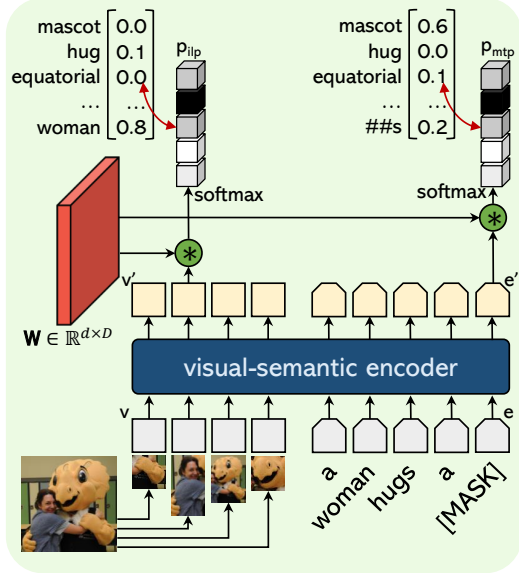 mascot 0.0
hug 0.1
equatorial 0.0
... ...
woman 0.8
p_ilp
mascot 0.6
hug 0.0
equatorial 0.1
... ...
##s 0.2
p_mtp
softmax
softmax
*
*
v'
e'
W ∈ ℝ^{d×D}
visual-semantic encoder
v
e
a
woman
hugs
a
[MASK]